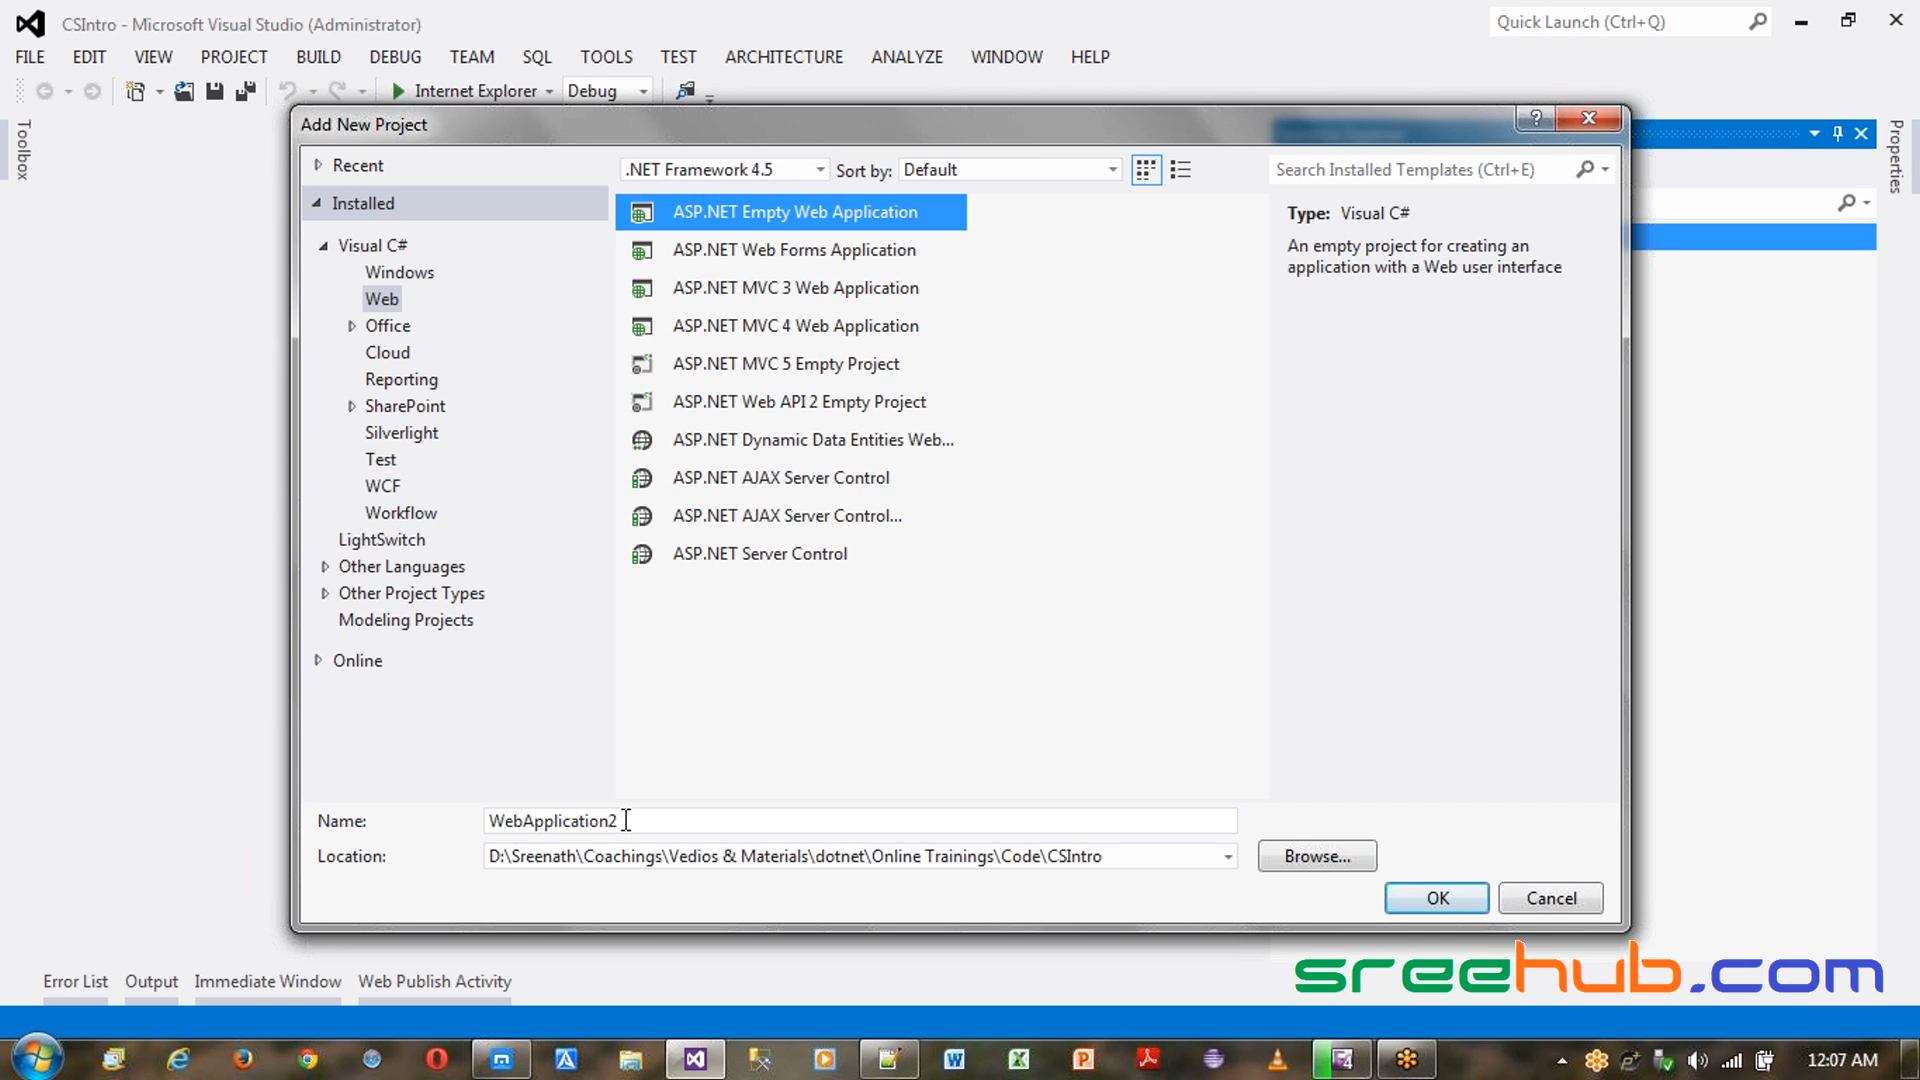 CSIntro - Microsoft Visual Studio (Administrator)
Quick Launch (Ctrl+Q)
FILE EDIT VIEW PROJECT BUILD DEBUG TEAM SQL TOOLS TEST ARCHITECTURE ANALYZE WINDOW HELP
Internet Explorer Debug
Toolbox
Properties
Add New Project
Recent
Installed
Visual C#
Windows
Web
Office
Cloud
Reporting
SharePoint
Silverlight
Test
WCF
Workflow
LightSwitch
Other Languages
Other Project Types
Modeling Projects
Online
.NET Framework 4.5 Sort by: Default
ASP.NET Empty Web Application
ASP.NET Web Forms Application
ASP.NET MVC 3 Web Application
ASP.NET MVC 4 Web Application
ASP.NET MVC 5 Empty Project
ASP.NET Web API 2 Empty Project
ASP.NET Dynamic Data Entities Web...
ASP.NET AJAX Server Control
ASP.NET AJAX Server Control...
ASP.NET Server Control
Search Installed Templates (Ctrl+E)
Type: Visual C#
An empty project for creating an
application with a Web user interface
Name: WebApplication2
Location: D:\Sreenath\Coachings\Vedios & Materials\dotnet\Online Trainings\Code\CSIntro
Browse...
OK Cancel
Error List Output Immediate Window Web Publish Activity
sreehub.com
12:07 AM